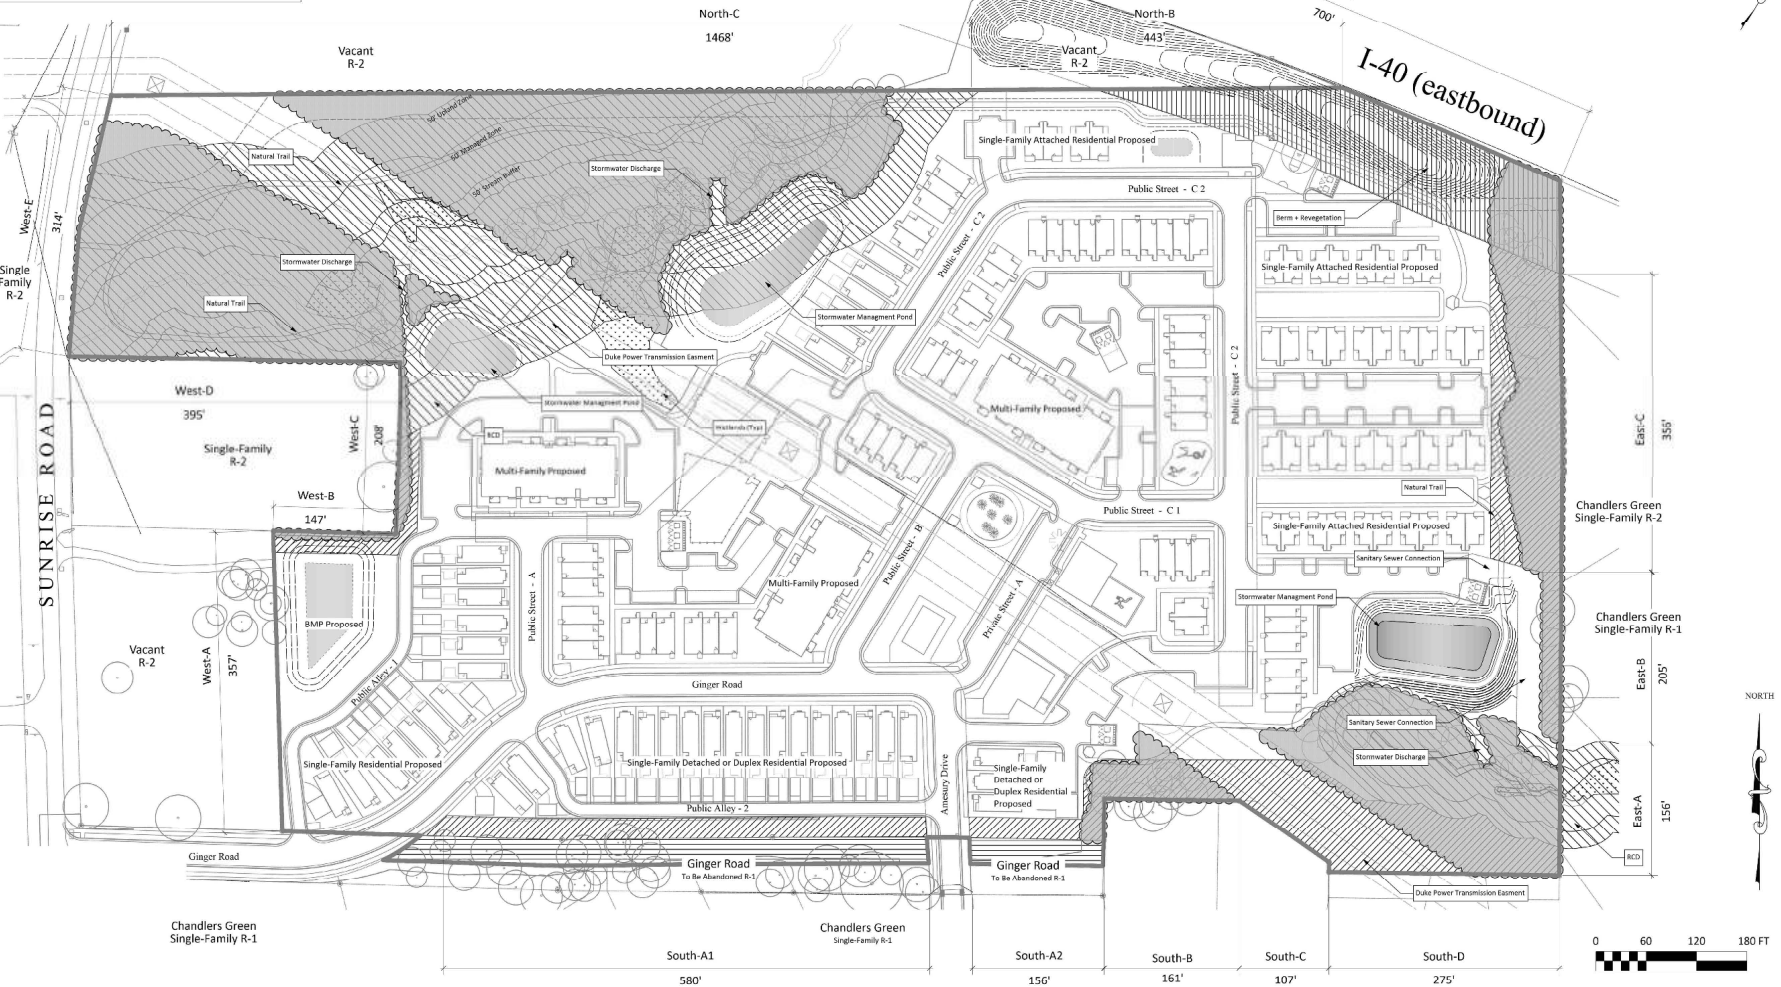 North-C
1468'
North-B
443'
700'
I-40 (eastbound)
Vacant
R-2
Vacant
R-2
50' Upland Zone
50' Managed Zone
50' Stream Buffer
Natural Trail
Stormwater Discharge
Single-Family Attached Residential Proposed
Public Street - C 2
Berm + Revegetation
West-E
314'
Single
Family
R-2
Stormwater Discharge
Natural Trail
Public Street - C 2
Single-Family Attached Residential Proposed
Stormwater Managment Pond
Duke Power Transmission Easment
Public Street - C 2
West-D
395'
Single-Family
R-2
West-C
208'
Stormwater Managment Pond
RCD
Multi-Family Proposed
Multi-Family Proposed
East-C
356'
SUNRISE ROAD
West-B
147'
Natural Trail
Public Street - C 1
Single-Family Attached Residential Proposed
Chandlers Green
Single-Family R-2
Sanitary Sewer Connection
Public Street - A
Public Street - B
Multi-Family Proposed
Private Street - A
Stormwater Managment Pond
BMP Proposed
Chandlers Green
Single-Family R-1
Vacant
R-2
West-A
357'
Public Alley - 1
Ginger Road
East-B
205'
NORTH
Sanitary Sewer Connection
Stormwater Discharge
Single-Family Residential Proposed
Single-Family Detached or Duplex Residential Proposed
Amesury Drive
Single-Family
Detached or
Duplex Residential
Proposed
Public Alley - 2
East-A
156'
RCD
Ginger Road
Ginger Road
To Be Abandoned R-1
Ginger Road
To Be Abandoned R-1
Duke Power Transmission Easment
Chandlers Green
Single-Family R-1
Chandlers Green
Single-Family R-1
South-A1
580'
South-A2
156'
South-B
161'
South-C
107'
South-D
275'
0 60 120 180 FT